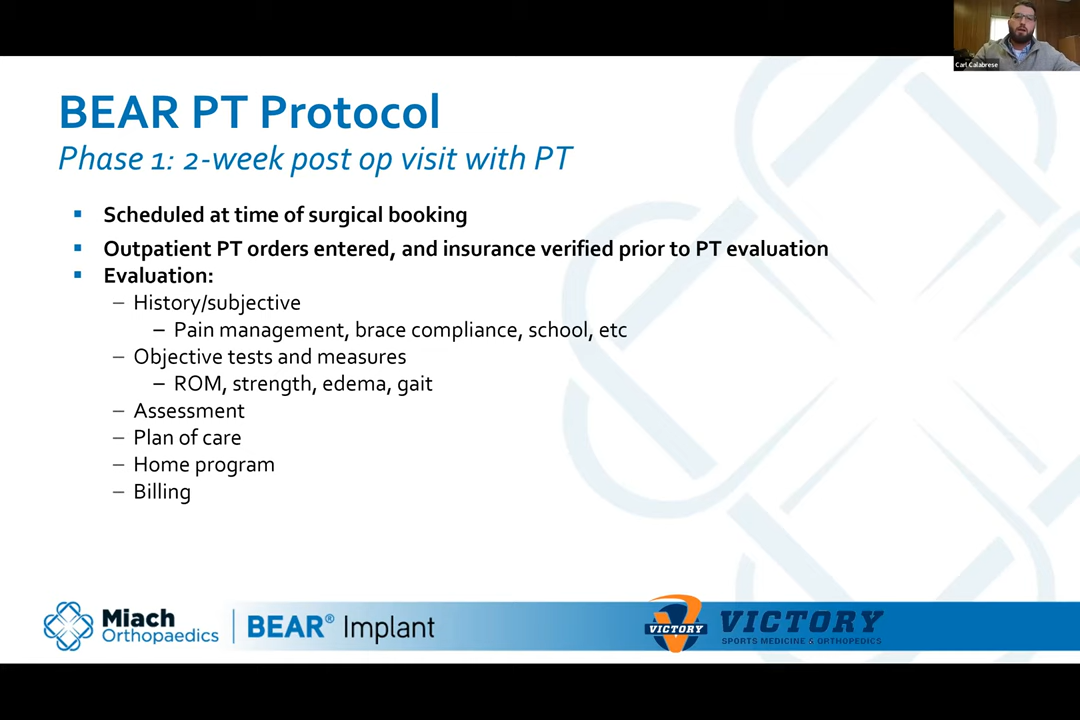 Carl Calabrese
BEAR PT Protocol
Phase 1: 2-week post op visit with PT
▪ Scheduled at time of surgical booking
▪ Outpatient PT orders entered, and insurance verified prior to PT evaluation
▪ Evaluation:
– History/subjective
– Pain management, brace compliance, school, etc
– Objective tests and measures
– ROM, strength, edema, gait
– Assessment
– Plan of care
– Home program
– Billing
Miach
Orthopaedics
BEAR® Implant
VICTORY
VICTORY
SPORTS MEDICINE & ORTHOPEDICS